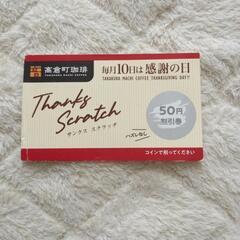 高倉町珈琲
TAKAKURA MACHI COFFEE
毎月10日は感謝の日
TAKAKURA MACHI COFFEE THANKSGIVING DAY!!
Thanks
Scratch
サンクス スクラッチ
ハズレなし
50円
割引券
コインで削ってください